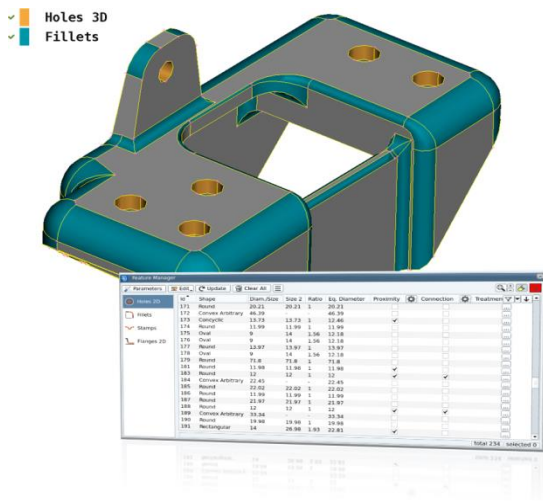 Holes 3D
Fillets
Feature Manager
Parameters Edit Update Clear All
Id Shape Diam./Size Size 2 Ratio Eq. Diameter Proximity Connection Treatment
Holes 3D
Fillets
Stamps
Flanges 2D
171 Round 20.21 20.21 1 20.21
172 Convex Arbitrary 46.39 - 46.39
173 Concyclic 13.73 13.73 1 12.46
174 Round 11.99 11.99 1 11.99
175 Oval 9 14 1.56 12.18
176 Oval 9 14 1.56 12.18
177 Round 13.97 13.97 1 13.97
178 Oval 9 14 1.56 12.18
179 Round 71.8 71.8 1 71.8
181 Round 11.98 11.98 1 11.98
183 Round 12 12 1 12
184 Convex Arbitrary 22.45 - 22.45
185 Round 22.02 22.02 1 22.02
186 Round 11.99 11.99 1 11.99
187 Round 21.97 21.97 1 21.97
188 Round 12 12 1 12
189 Convex Arbitrary 33.34 - 33.34
190 Round 19.98 19.98 1 19.98
191 Rectangular 14 26.98 1.93 22.81
total 234 selected 0